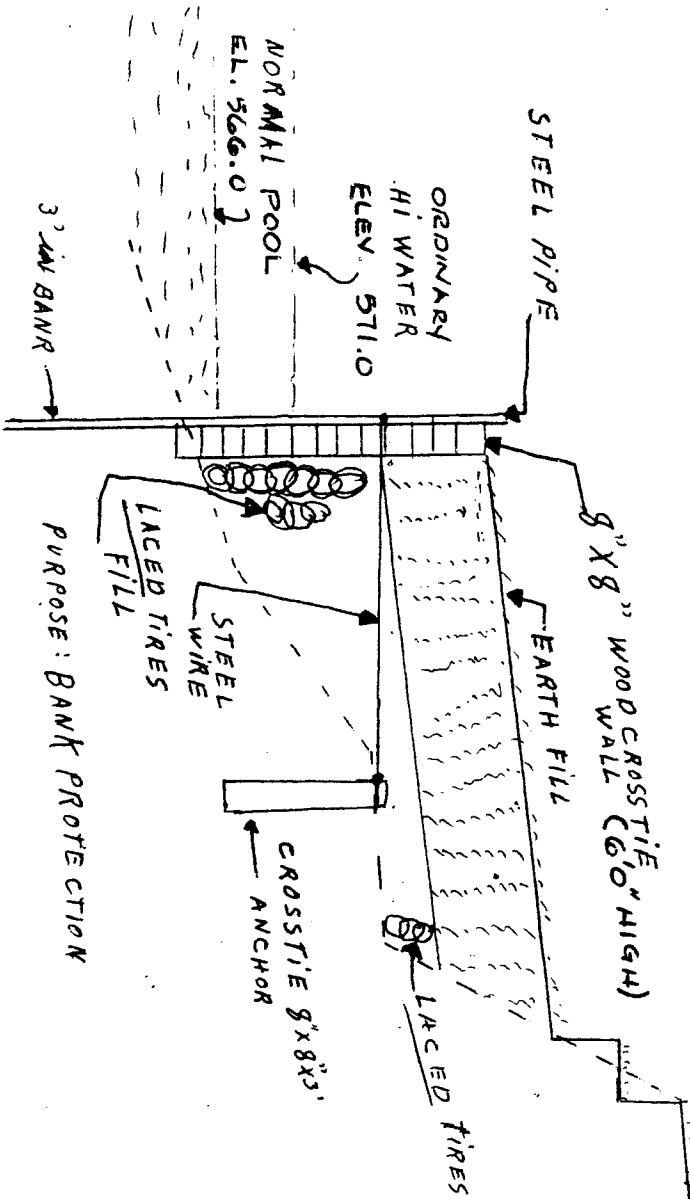 STEEL PIPE
8"X8" WOOD CROSSTIE
WALL (6'0" HIGH)
EARTH FILL
ORDINARY
HI WATER
ELEV. 571.0
NORMAL POOL
EL. 566.0
3' IN BANK
LACED TIRES
FILL
STEEL
WIRE
CROSSTIE 8"x8"x3'
ANCHOR
LACED TIRES
PURPOSE: BANK PROTECTION